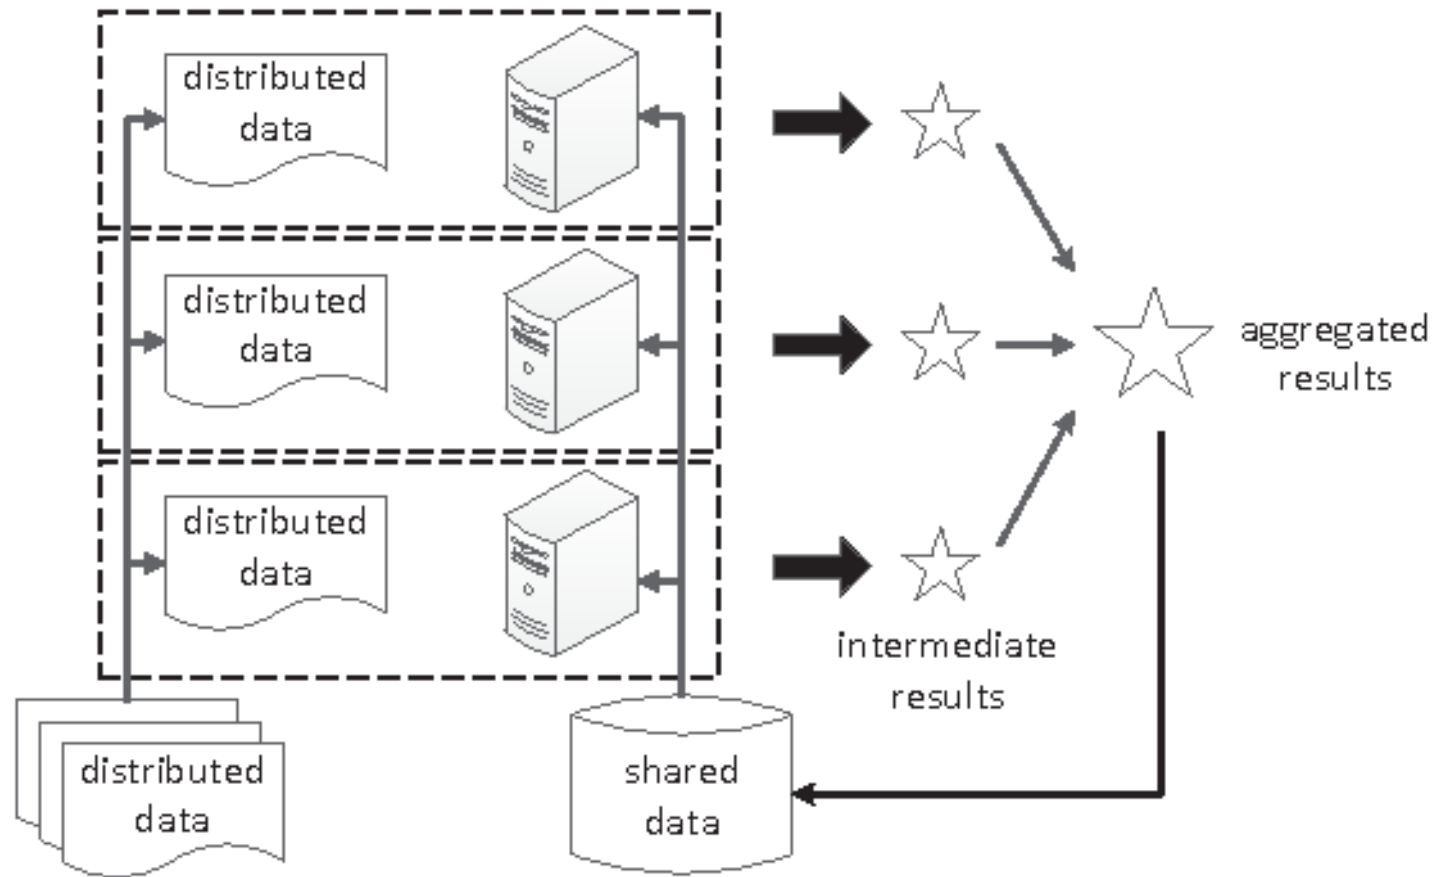 distributed
data
distributed
data
aggregated
results
distributed
data
intermediate
results
distributed
data
shared
data